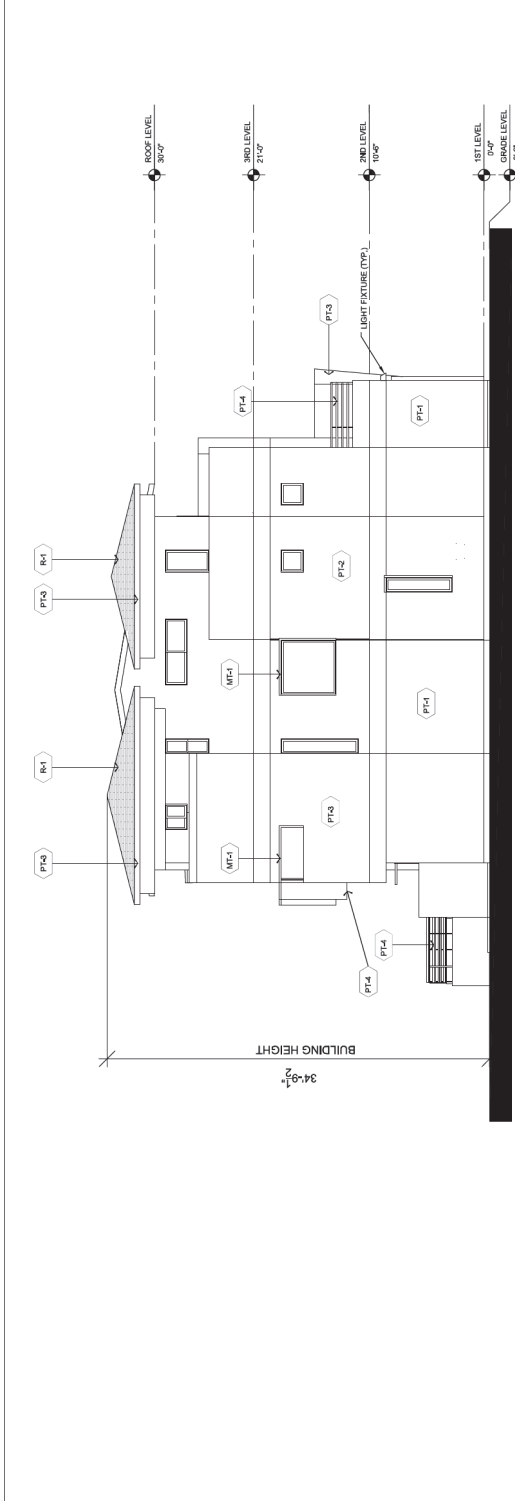 ROOF LEVEL
30'-0"
3RD LEVEL
21'-0"
2ND LEVEL
10'-6"
1ST LEVEL
0'-0"
GRADE LEVEL
R-1
PT-3
R-1
PT-3
PT-3
LIGHT FIXTURE (TYP.)
PT-4
PT-1
PT-2
MT-1
PT-1
MT-1
PT-3
PT-4
PT-4
BUILDING HEIGHT
34'-9 1/2"